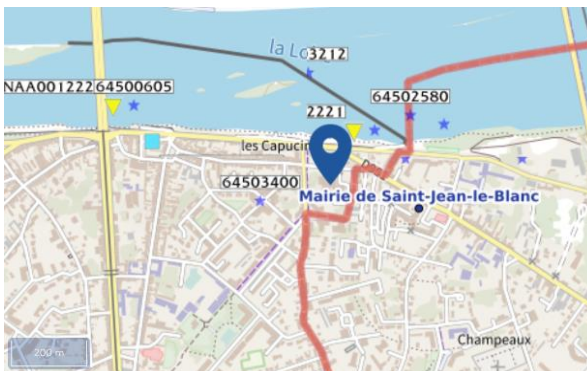 la Lo
3212
NAA001222
64500605
64502580
2221
les Capucin
64503400
Mairie de Saint-Jean-le-Blanc
Champeaux
200 m